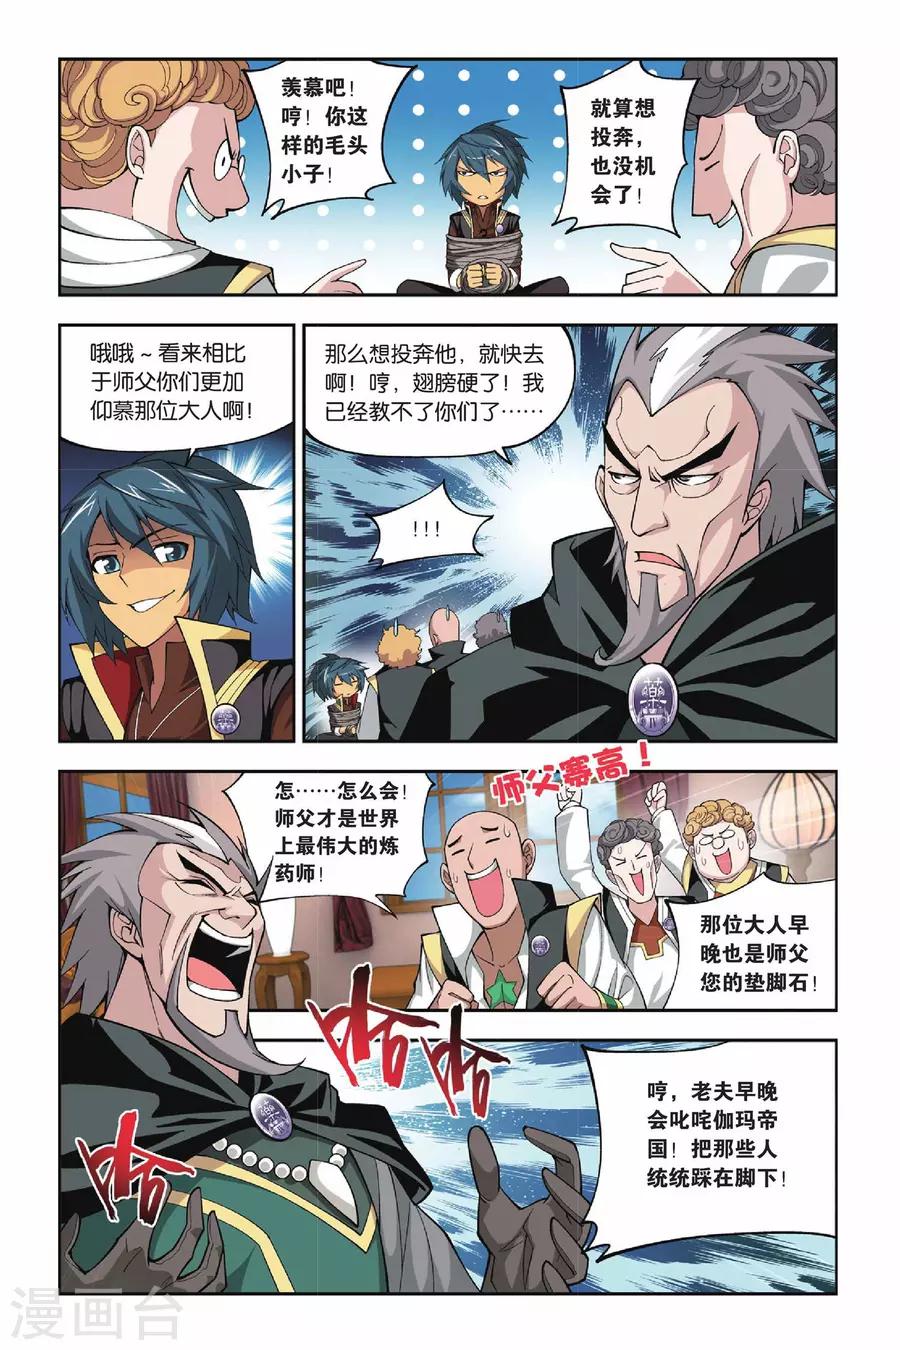 羡慕吧！
哼！你这
样的毛头
小子！
就算想
投奔，
也没机
会了！
哦哦～看来相比
于师父你们更加
仰慕那位大人啊！
那么想投奔他，就快去
啊！哼，翅膀硬了！我
已经教不了你们了……
！！！
师父赛高！
怎……怎么会！
师父才是世界
上最伟大的炼
药师！
那位大人早
晚也是师父
您的垫脚石！
哈
哈
哈
哼，老夫早晚
会叱咤伽玛帝
国！把那些人
统统踩在脚下！
漫画台